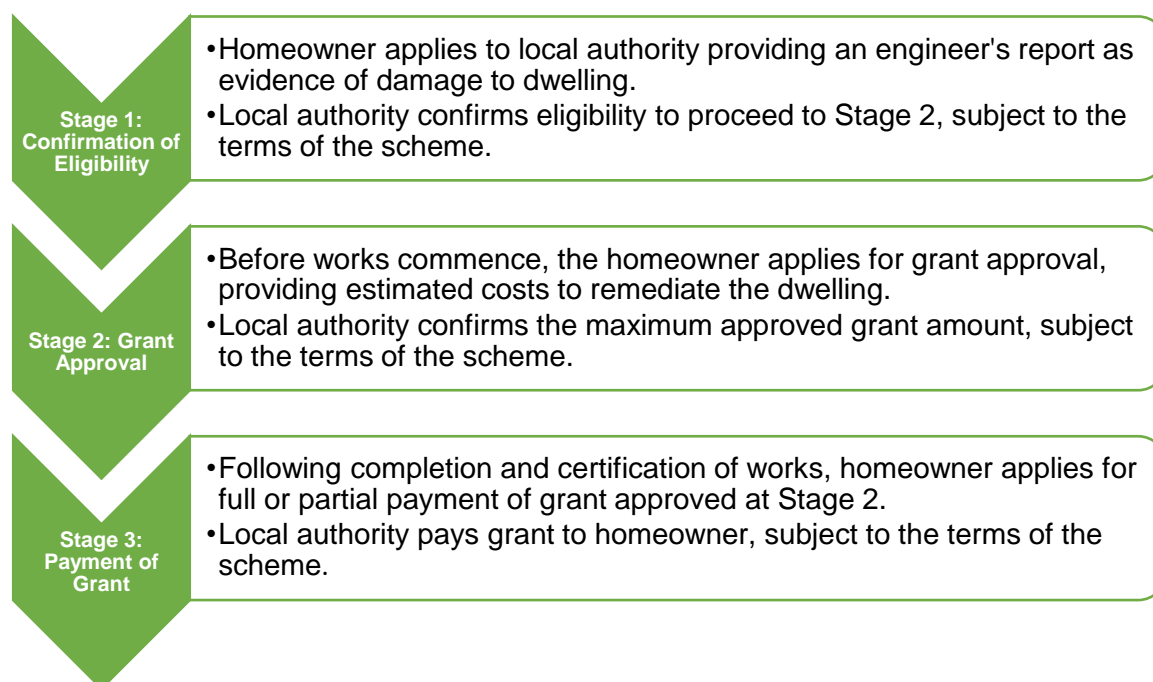 Stage 1:
Confirmation of
Eligibility
•Homeowner applies to local authority providing an engineer's report as
evidence of damage to dwelling.
•Local authority confirms eligibility to proceed to Stage 2, subject to the
terms of the scheme.
Stage 2: Grant
Approval
•Before works commence, the homeowner applies for grant approval,
providing estimated costs to remediate the dwelling.
•Local authority confirms the maximum approved grant amount, subject
to the terms of the scheme.
Stage 3:
Payment of
Grant
•Following completion and certification of works, homeowner applies for
full or partial payment of grant approved at Stage 2.
•Local authority pays grant to homeowner, subject to the terms of the
scheme.